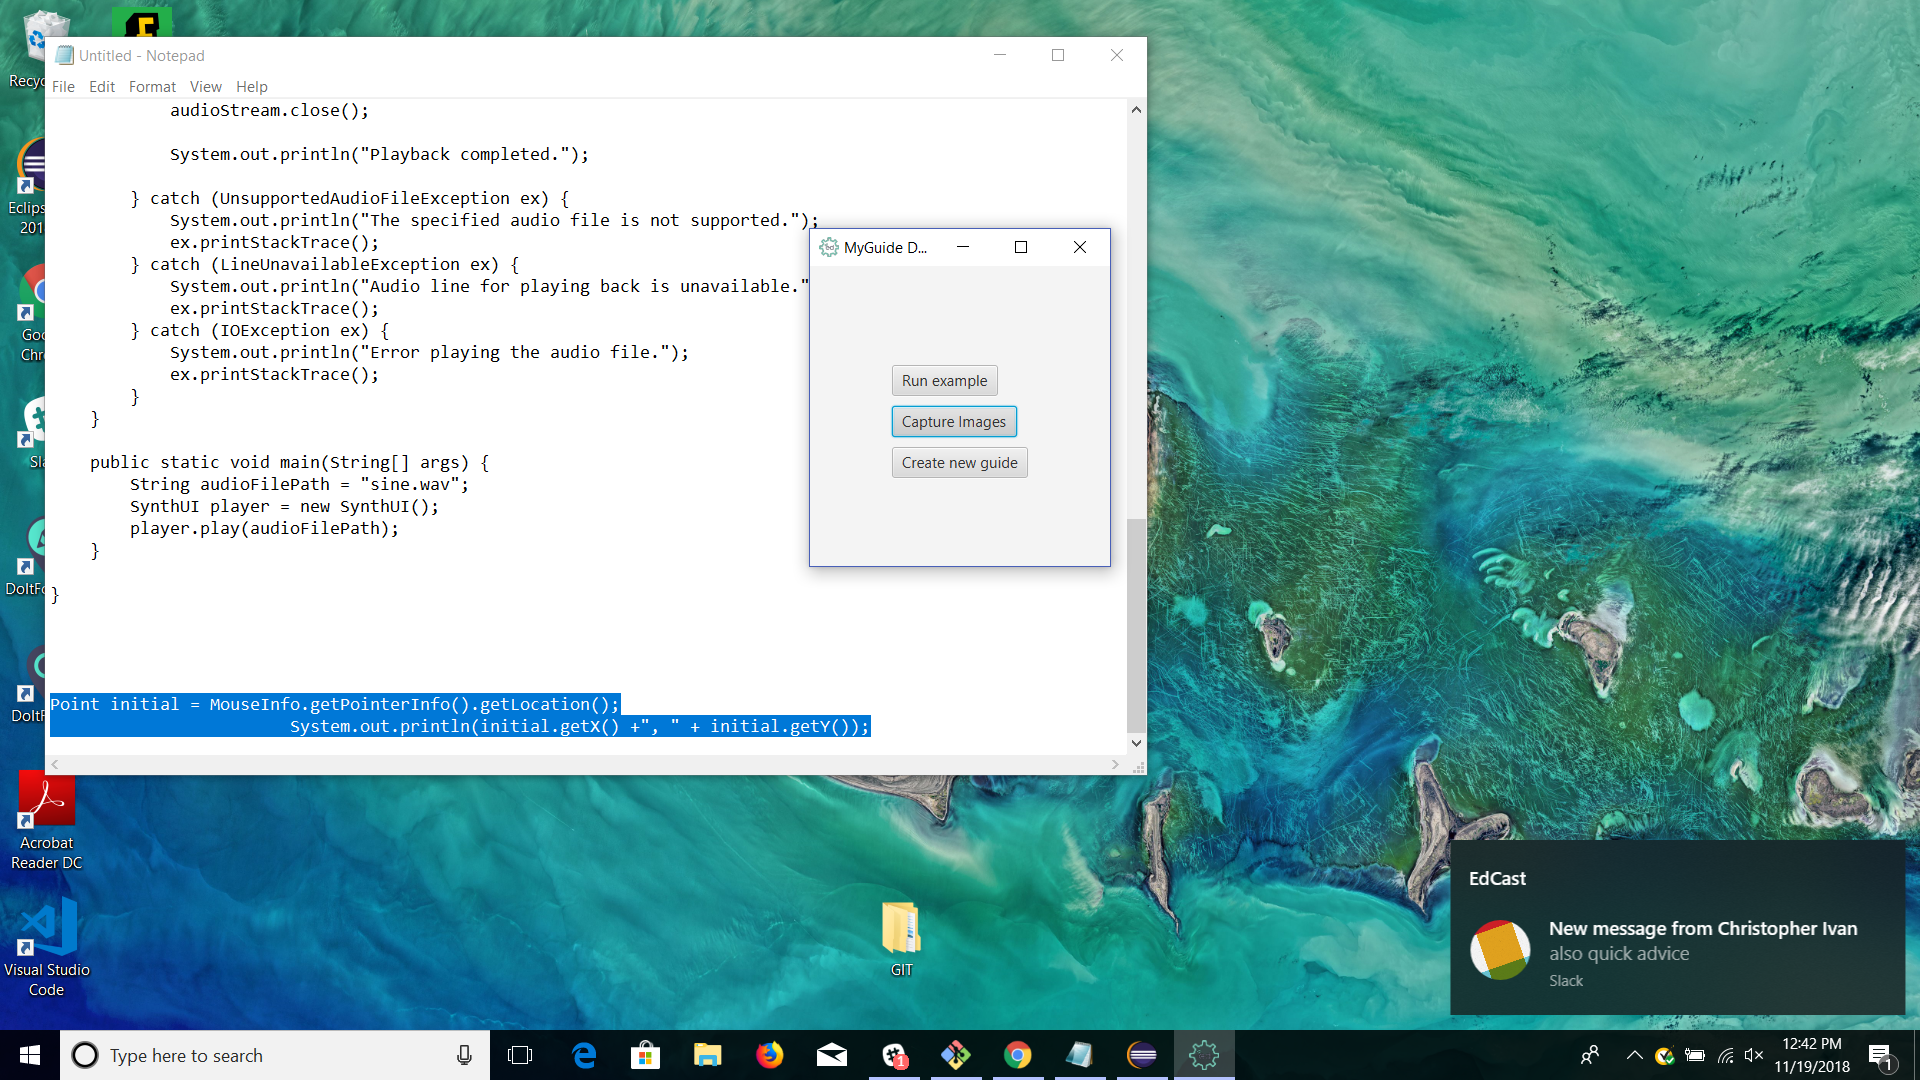 Recyc
Untitled - Notepad
File Edit Format View Help
audioStream.close();
System.out.println("Playback completed.");
} catch (UnsupportedAudioFileException ex) {
System.out.println("The specified audio file is not supported.");
ex.printStackTrace();
} catch (LineUnavailableException ex) {
System.out.println("Audio line for playing back is unavailable."
ex.printStackTrace();
} catch (IOException ex) {
System.out.println("Error playing the audio file.");
ex.printStackTrace();
}
}
public static void main(String[] args) {
String audioFilePath = "sine.wav";
SynthUI player = new SynthUI();
player.play(audioFilePath);
}
}
Point initial = MouseInfo.getPointerInfo().getLocation();
System.out.println(initial.getX() +", " + initial.getY());
MyGuide D...
Run example
Capture Images
Create new guide
Eclips
201
Goo
Chr
Sla
DoItFo
DoItF
Acrobat
Reader DC
Visual Studio
Code
GIT
EdCast
New message from Christopher Ivan
also quick advice
Slack
Type here to search
1
12:42 PM
11/19/2018
1